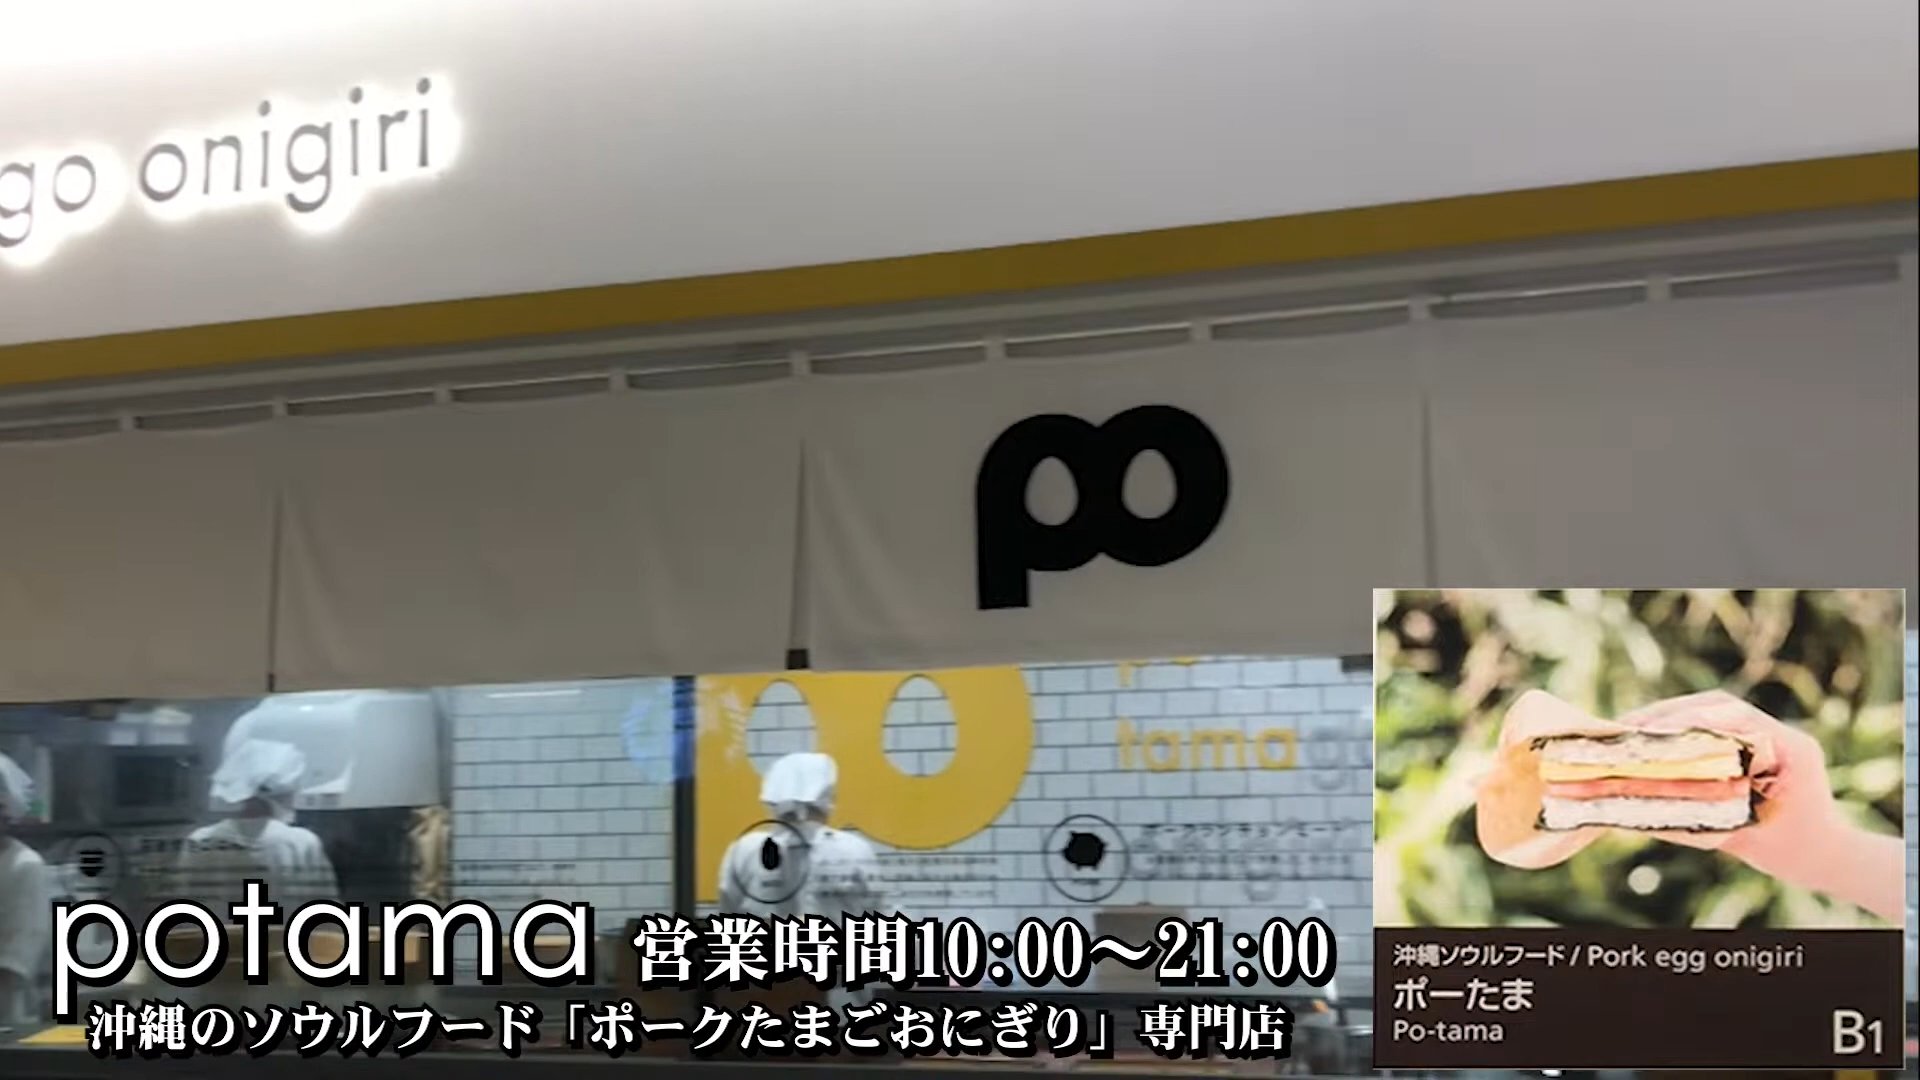 go onigiri
po
po
tamago
potama 営業時間10:00〜21:00
沖縄のソウルフード「ポークたまごおにぎり」専門店
沖縄ソウルフード / Pork egg onigiri
ポーたま
Po-tama
B1